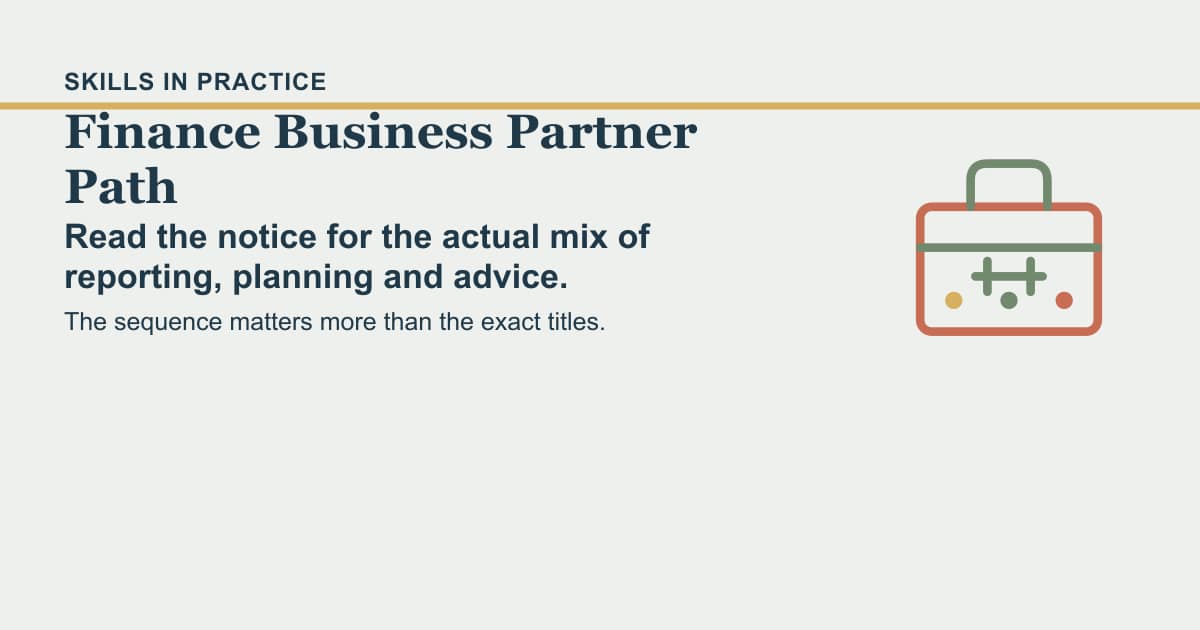 SKILLS IN PRACTICE
Finance Business Partner
Path
Read the notice for the actual mix of
reporting, planning and advice.
The sequence matters more than the exact titles.